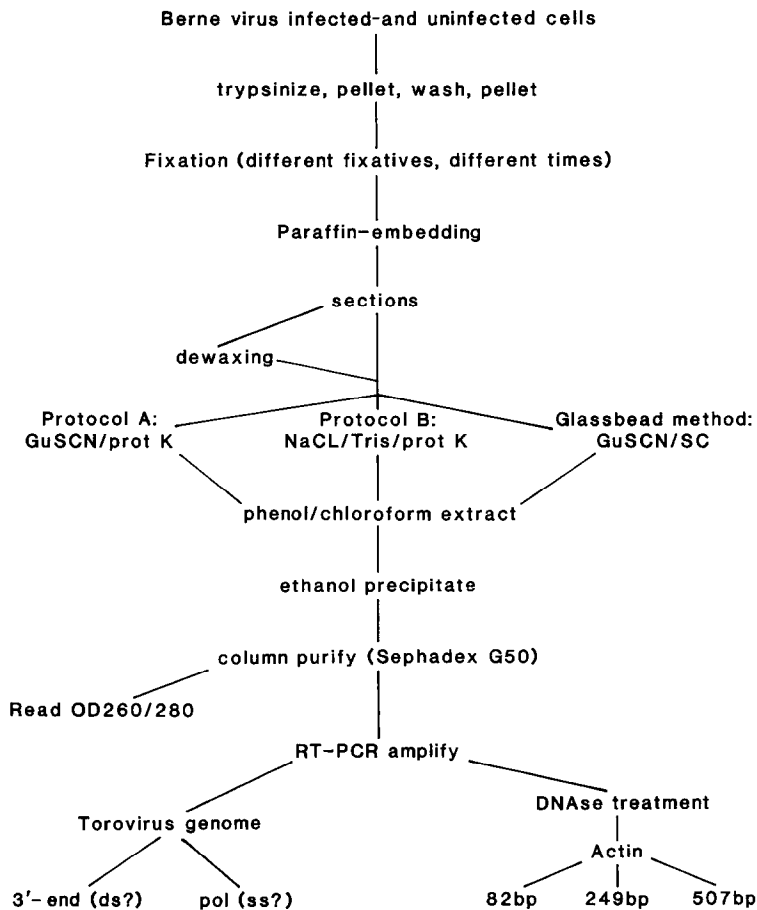 Berne virus infected-and uninfected cells
trypsinize, pellet, wash, pellet
Fixation (different fixatives, different times)
Paraffin-embedding
sections
dewaxing
Protocol A:
GuSCN/prot K
Protocol B:
NaCL/Tris/prot K
Glassbead method:
GuSCN/SC
phenol/chloroform extract
ethanol precipitate
column purify (Sephadex G50)
Read OD260/280
RT-PCR amplify
Torovirus genome
DNAse treatment
Actin
3'-end (ds?)
pol (ss?)
82bp
249bp
507bp